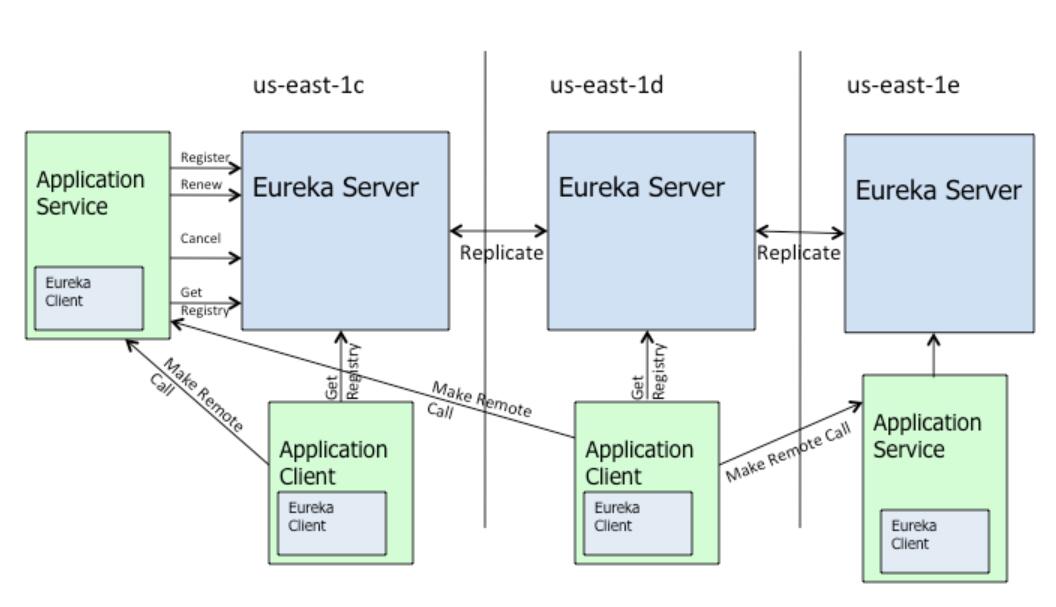 us-east-1c
us-east-1d
us-east-1e
Application
Service
Eureka
Client
Register
Renew
Cancel
Get
Registry
Eureka Server
Replicate
Eureka Server
Replicate
Eureka Server
Make Remote
Call
Get
Registry
Make Remote
Call
Get
Registry
Make Remote Call
Application
Client
Eureka
Client
Application
Client
Eureka
Client
Application
Service
Eureka
Client